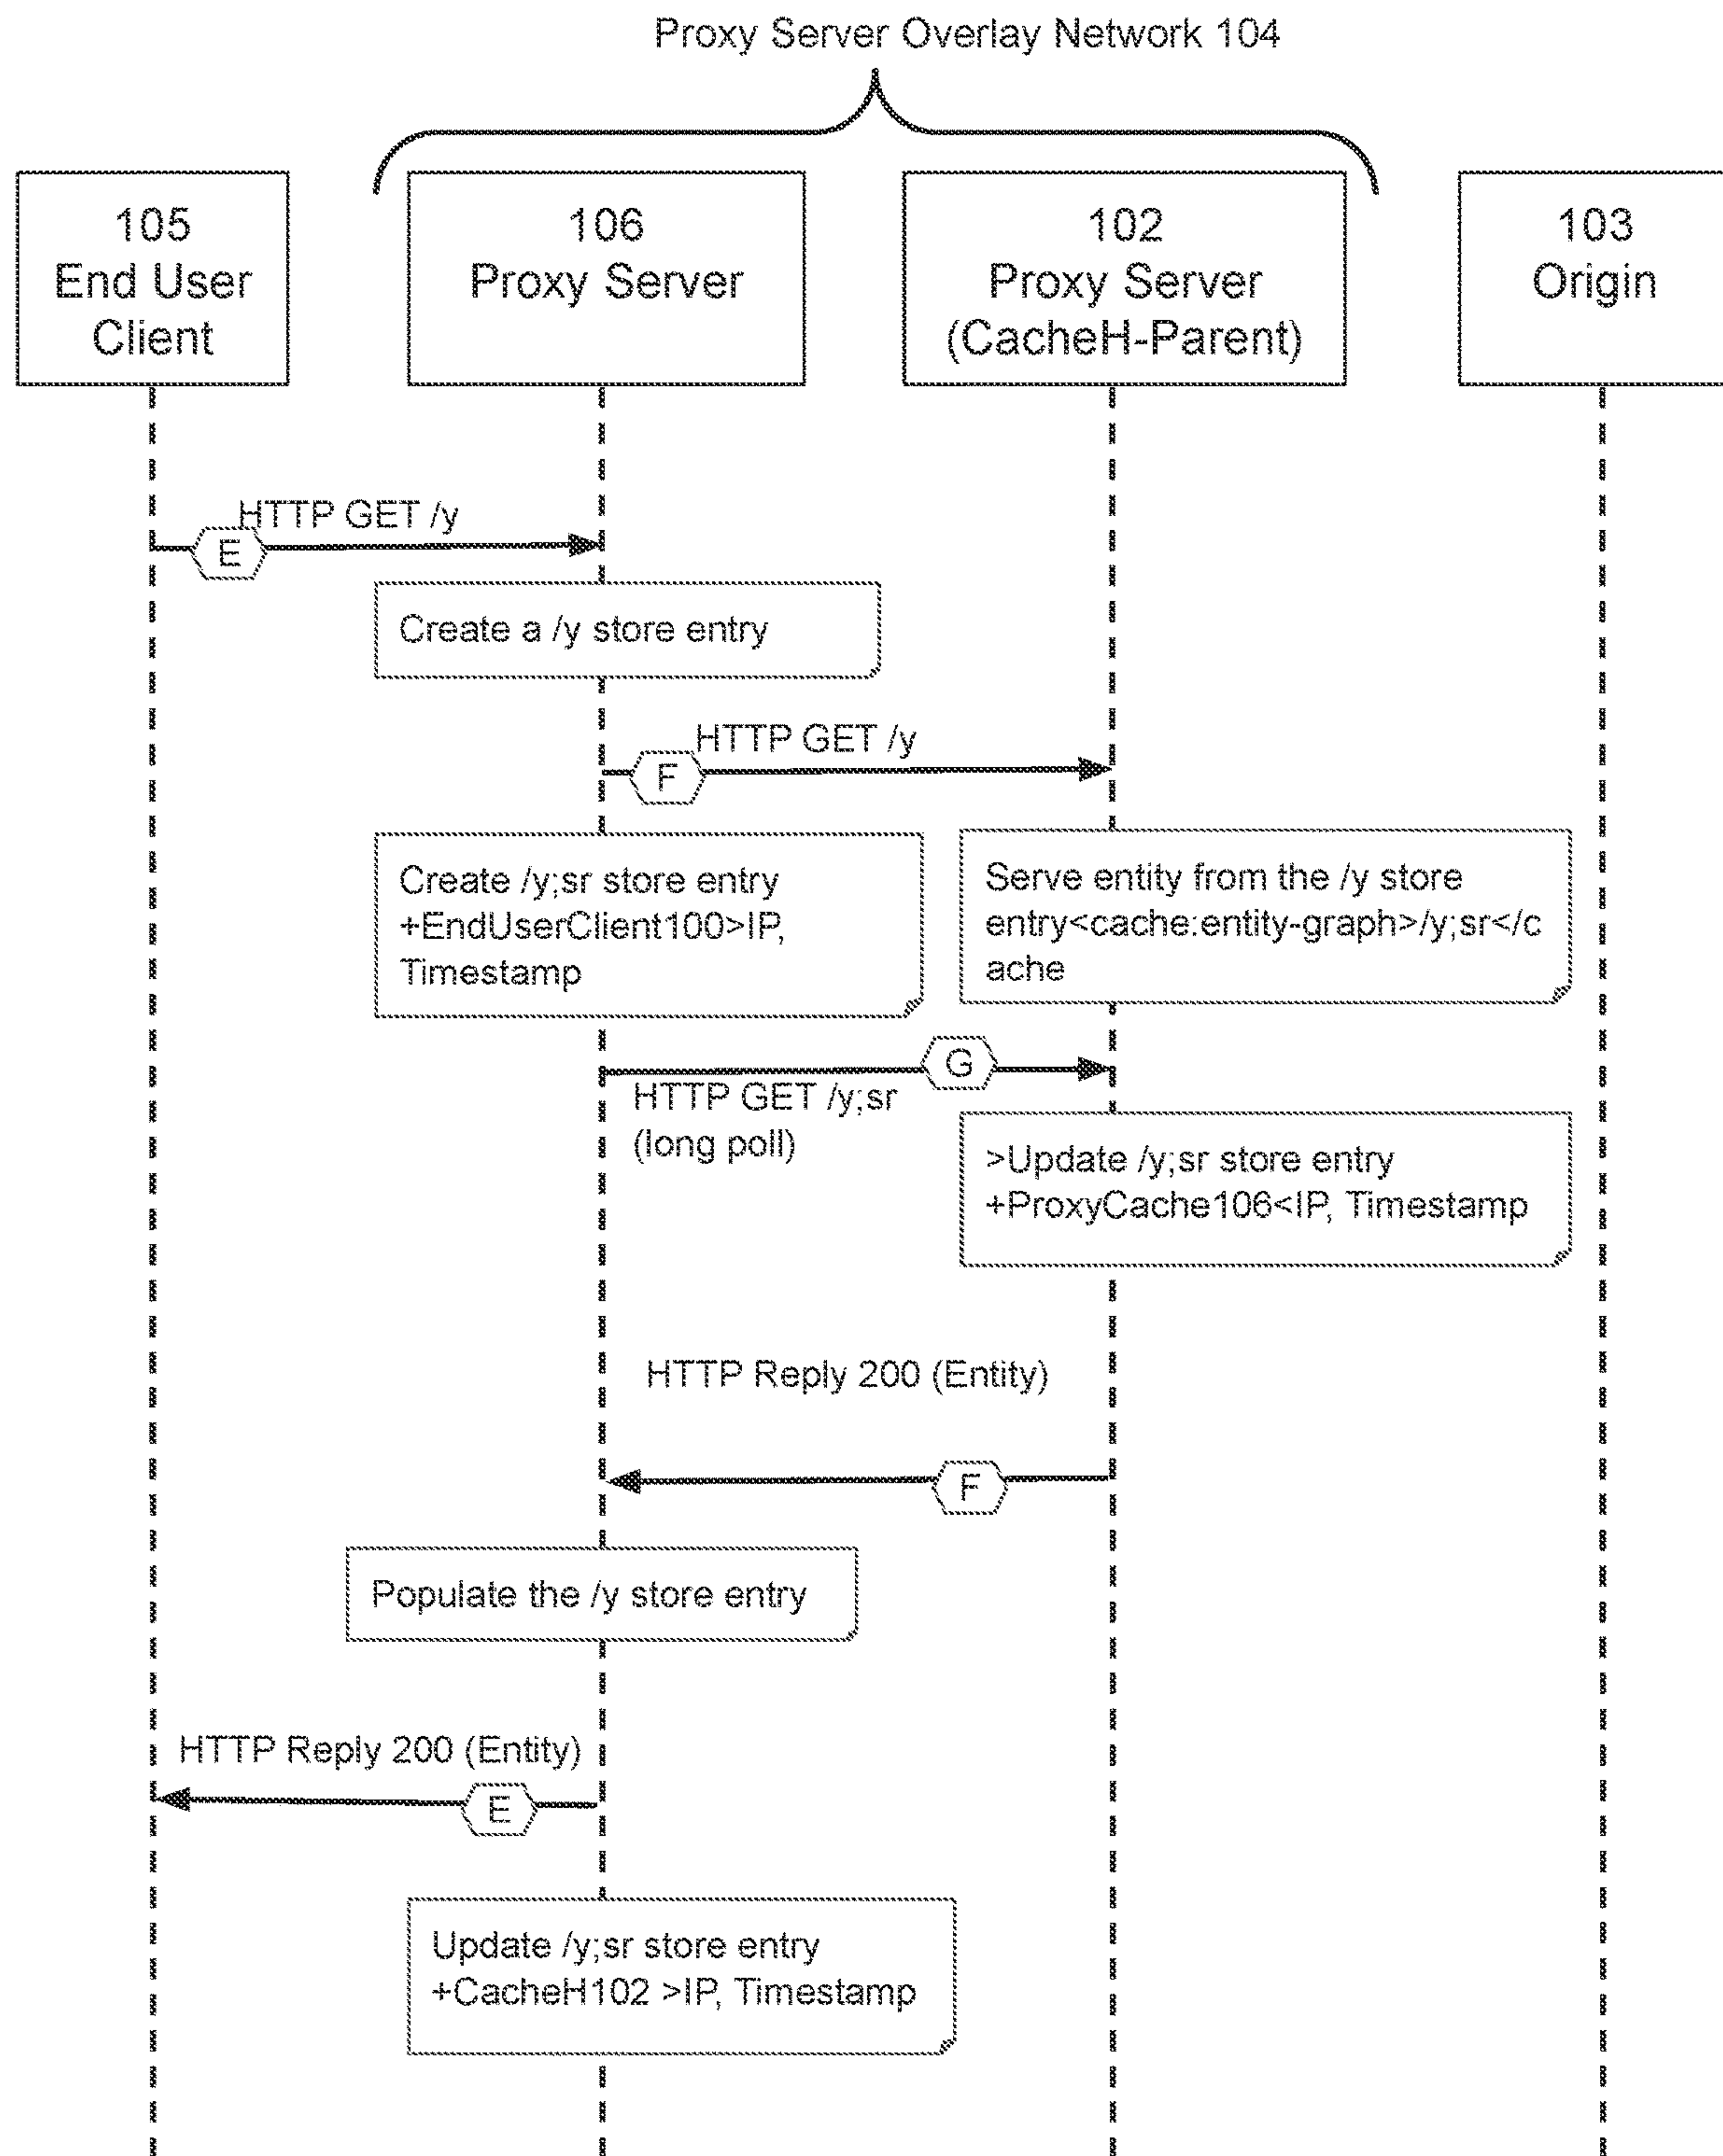 Proxy Server Overlay Network 104
105
End User
Client
106
Proxy Server
102
Proxy Server
(CacheH-Parent)
103
Origin
HTTP GET /y
E
Create a /y store entry
HTTP GET /y
F
Create /y;sr store entry
+EndUserClient100>IP,
Timestamp
Serve entity from the /y store
entry<cache:entity-graph>/y;sr</c
ache
G
HTTP GET /y;sr
(long poll)
>Update /y;sr store entry
+ProxyCache106<IP, Timestamp
HTTP Reply 200 (Entity)
F
Populate the /y store entry
HTTP Reply 200 (Entity)
E
Update /y;sr store entry
+CacheH102 >IP, Timestamp